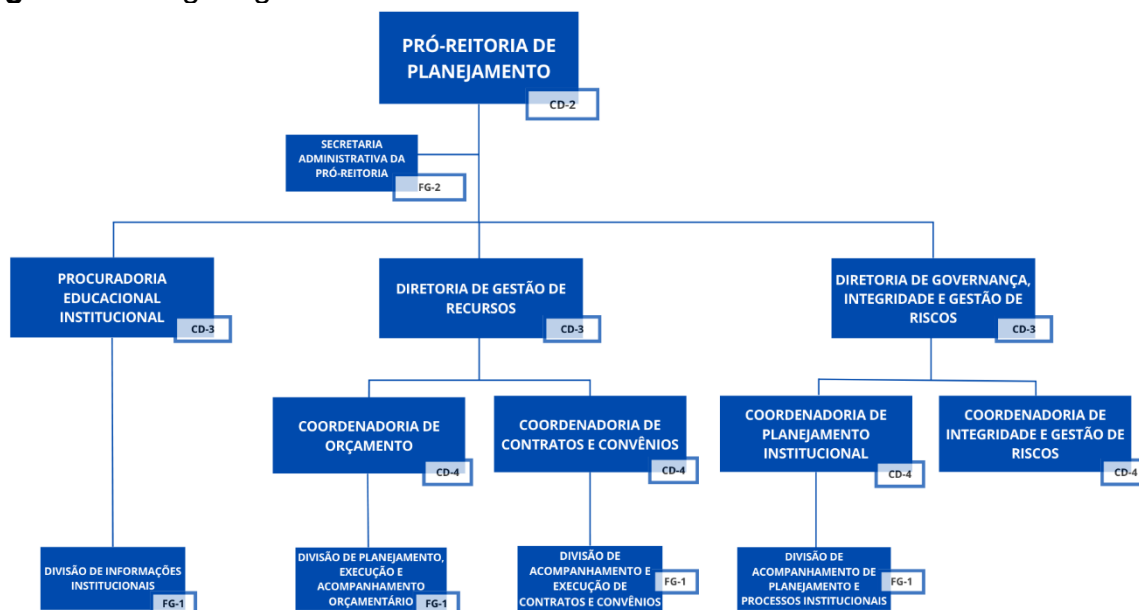 PRÓ-REITORIA DE
PLANEJAMENTO
CD-2
SECRETARIA
ADMINISTRATIVA DA
PRÓ-REITORIA
FG-2
PROCURADORIA
EDUCACIONAL
INSTITUCIONAL
CD-3
DIRETORIA DE GESTÃO DE
RECURSOS
CD-3
DIRETORIA DE GOVERNANÇA,
INTEGRIDADE E GESTÃO DE
RISCOS
CD-3
COORDENADORIA DE
ORÇAMENTO
CD-4
COORDENADORIA DE
CONTRATOS E CONVÊNIOS
CD-4
COORDENADORIA DE
PLANEJAMENTO
INSTITUCIONAL
CD-4
COORDENADORIA DE
INTEGRIDADE E GESTÃO DE
RISCOS
CD-4
DIVISÃO DE INFORMAÇÕES
INSTITUCIONAIS
FG-1
DIVISÃO DE PLANEJAMENTO,
EXECUÇÃO E
ACOMPANHAMENTO
ORÇAMENTÁRIO
FG-1
DIVISÃO DE
ACOMPANHAMENTO E
EXECUÇÃO DE
CONTRATOS E CONVÊNIOS
FG-1
DIVISÃO DE
ACOMPANHAMENTO DE
PLANEJAMENTO E
PROCESSOS INSTITUCIONAIS
FG-1